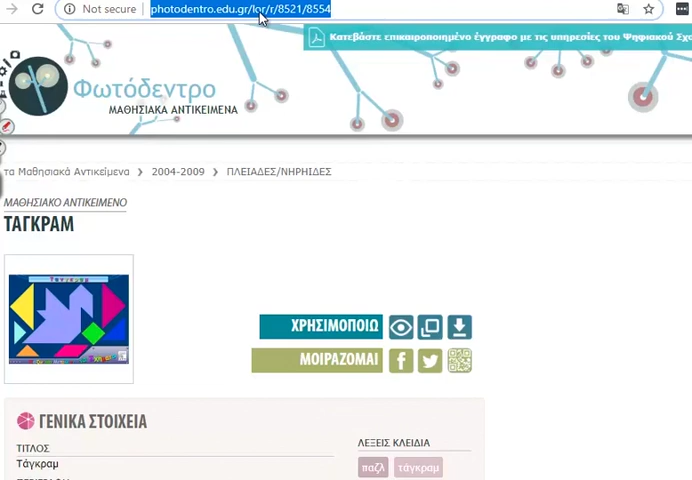 Not secure
photodentro.edu.gr/lor/r/8521/8554
Κατεβάστε επικαιροποιημένο έγγραφο με τις υπηρεσίες του Ψηφιακού Σχο
Φωτόδεντρο
ΜΑΘΗΣΙΑΚΑ ΑΝΤΙΚΕΙΜΕΝΑ
τα Μαθησιακά Αντικείμενα > 2004-2009 > ΠΛΕΙΑΔΕΣ/ΝΗΡΗΙΔΕΣ
ΜΑΘΗΣΙΑΚΟ ΑΝΤΙΚΕΙΜΕΝΟ
ΤΑΓΚΡΑΜ
ΧΡΗΣΙΜΟΠΟΙΩ
ΜΟΙΡΑΖΟΜΑΙ
ΓΕΝΙΚΑ ΣΤΟΙΧΕΙΑ
ΤΙΤΛΟΣ
Τάγκραμ
ΛΕΞΕΙΣ ΚΛΕΙΔΙΑ
παζλ τάγκραμ